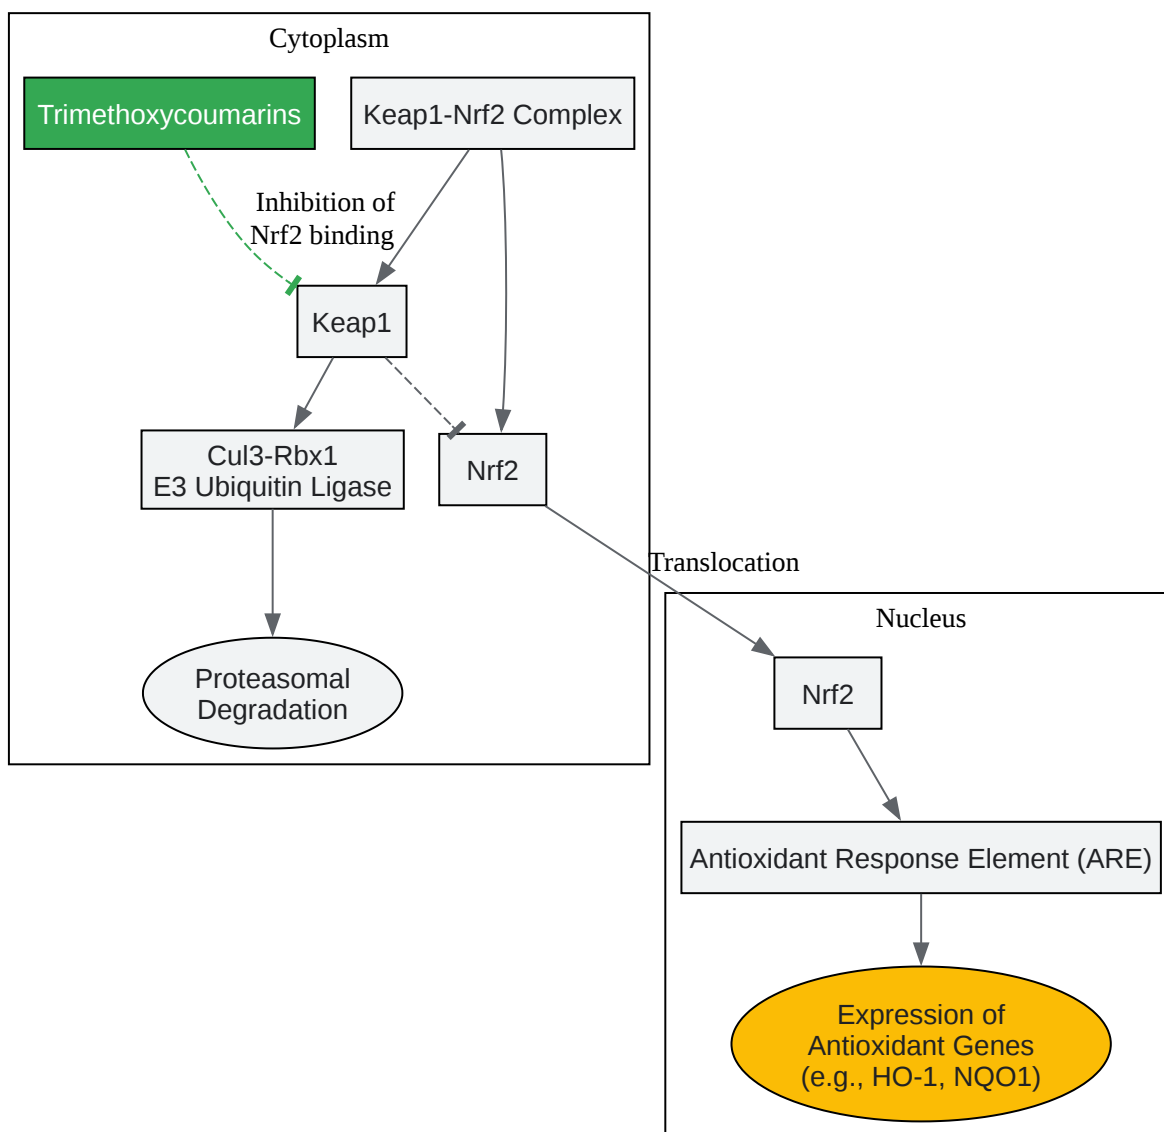 Cytoplasm
Trimethoxycoumarins
Keap1-Nrf2 Complex
Inhibition of
Nrf2 binding
Keap1
Cul3-Rbx1
E3 Ubiquitin Ligase
Nrf2
Translocation
Proteasomal
Degradation
Nucleus
Nrf2
Antioxidant Response Element (ARE)
Expression of
Antioxidant Genes
(e.g., HO-1, NQO1)